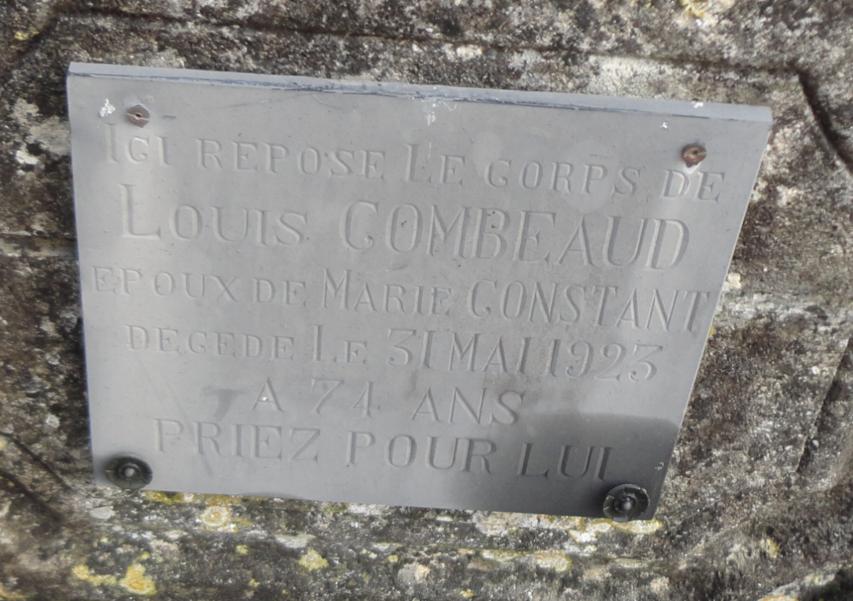 ICI REPOSE LE CORPS DE
LOUIS COMBEAUD
EPOUX DE MARIE CONSTANT
DECEDE LE 31 MAI 1923
A 74 ANS
PRIEZ POUR LUI